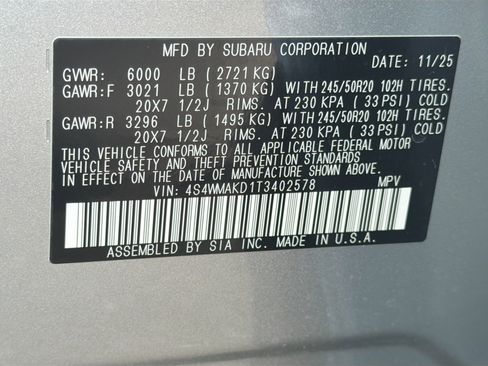 MFD BY SUBARU CORPORATION
DATE: 11/25
GVWR: 6000 LB (2721 KG)
GAWR:F 3021 LB (1370 KG) WITH 245/50R20 102H TIRES.
20X7 1/2J RIMS. AT 230 KPA (33 PSI) COLD
GAWR:R 3296 LB (1495 KG) WITH 245/50R20 102H TIRES.
20X7 1/2J RIMS. AT 230 KPA (33 PSI) COLD
THIS VEHICLE CONFORMS TO ALL APPLICABLE FEDERAL MOTOR
VEHICLE SAFETY AND THEFT PREVENTION STANDARDS
IN EFFECT ON THE DATE OF MANUFACTURE SHOWN ABOVE.
VIN: 4S4WMAKD1T3402578 MPV
ASSEMBLED BY SIA INC. MADE IN U.S.A.